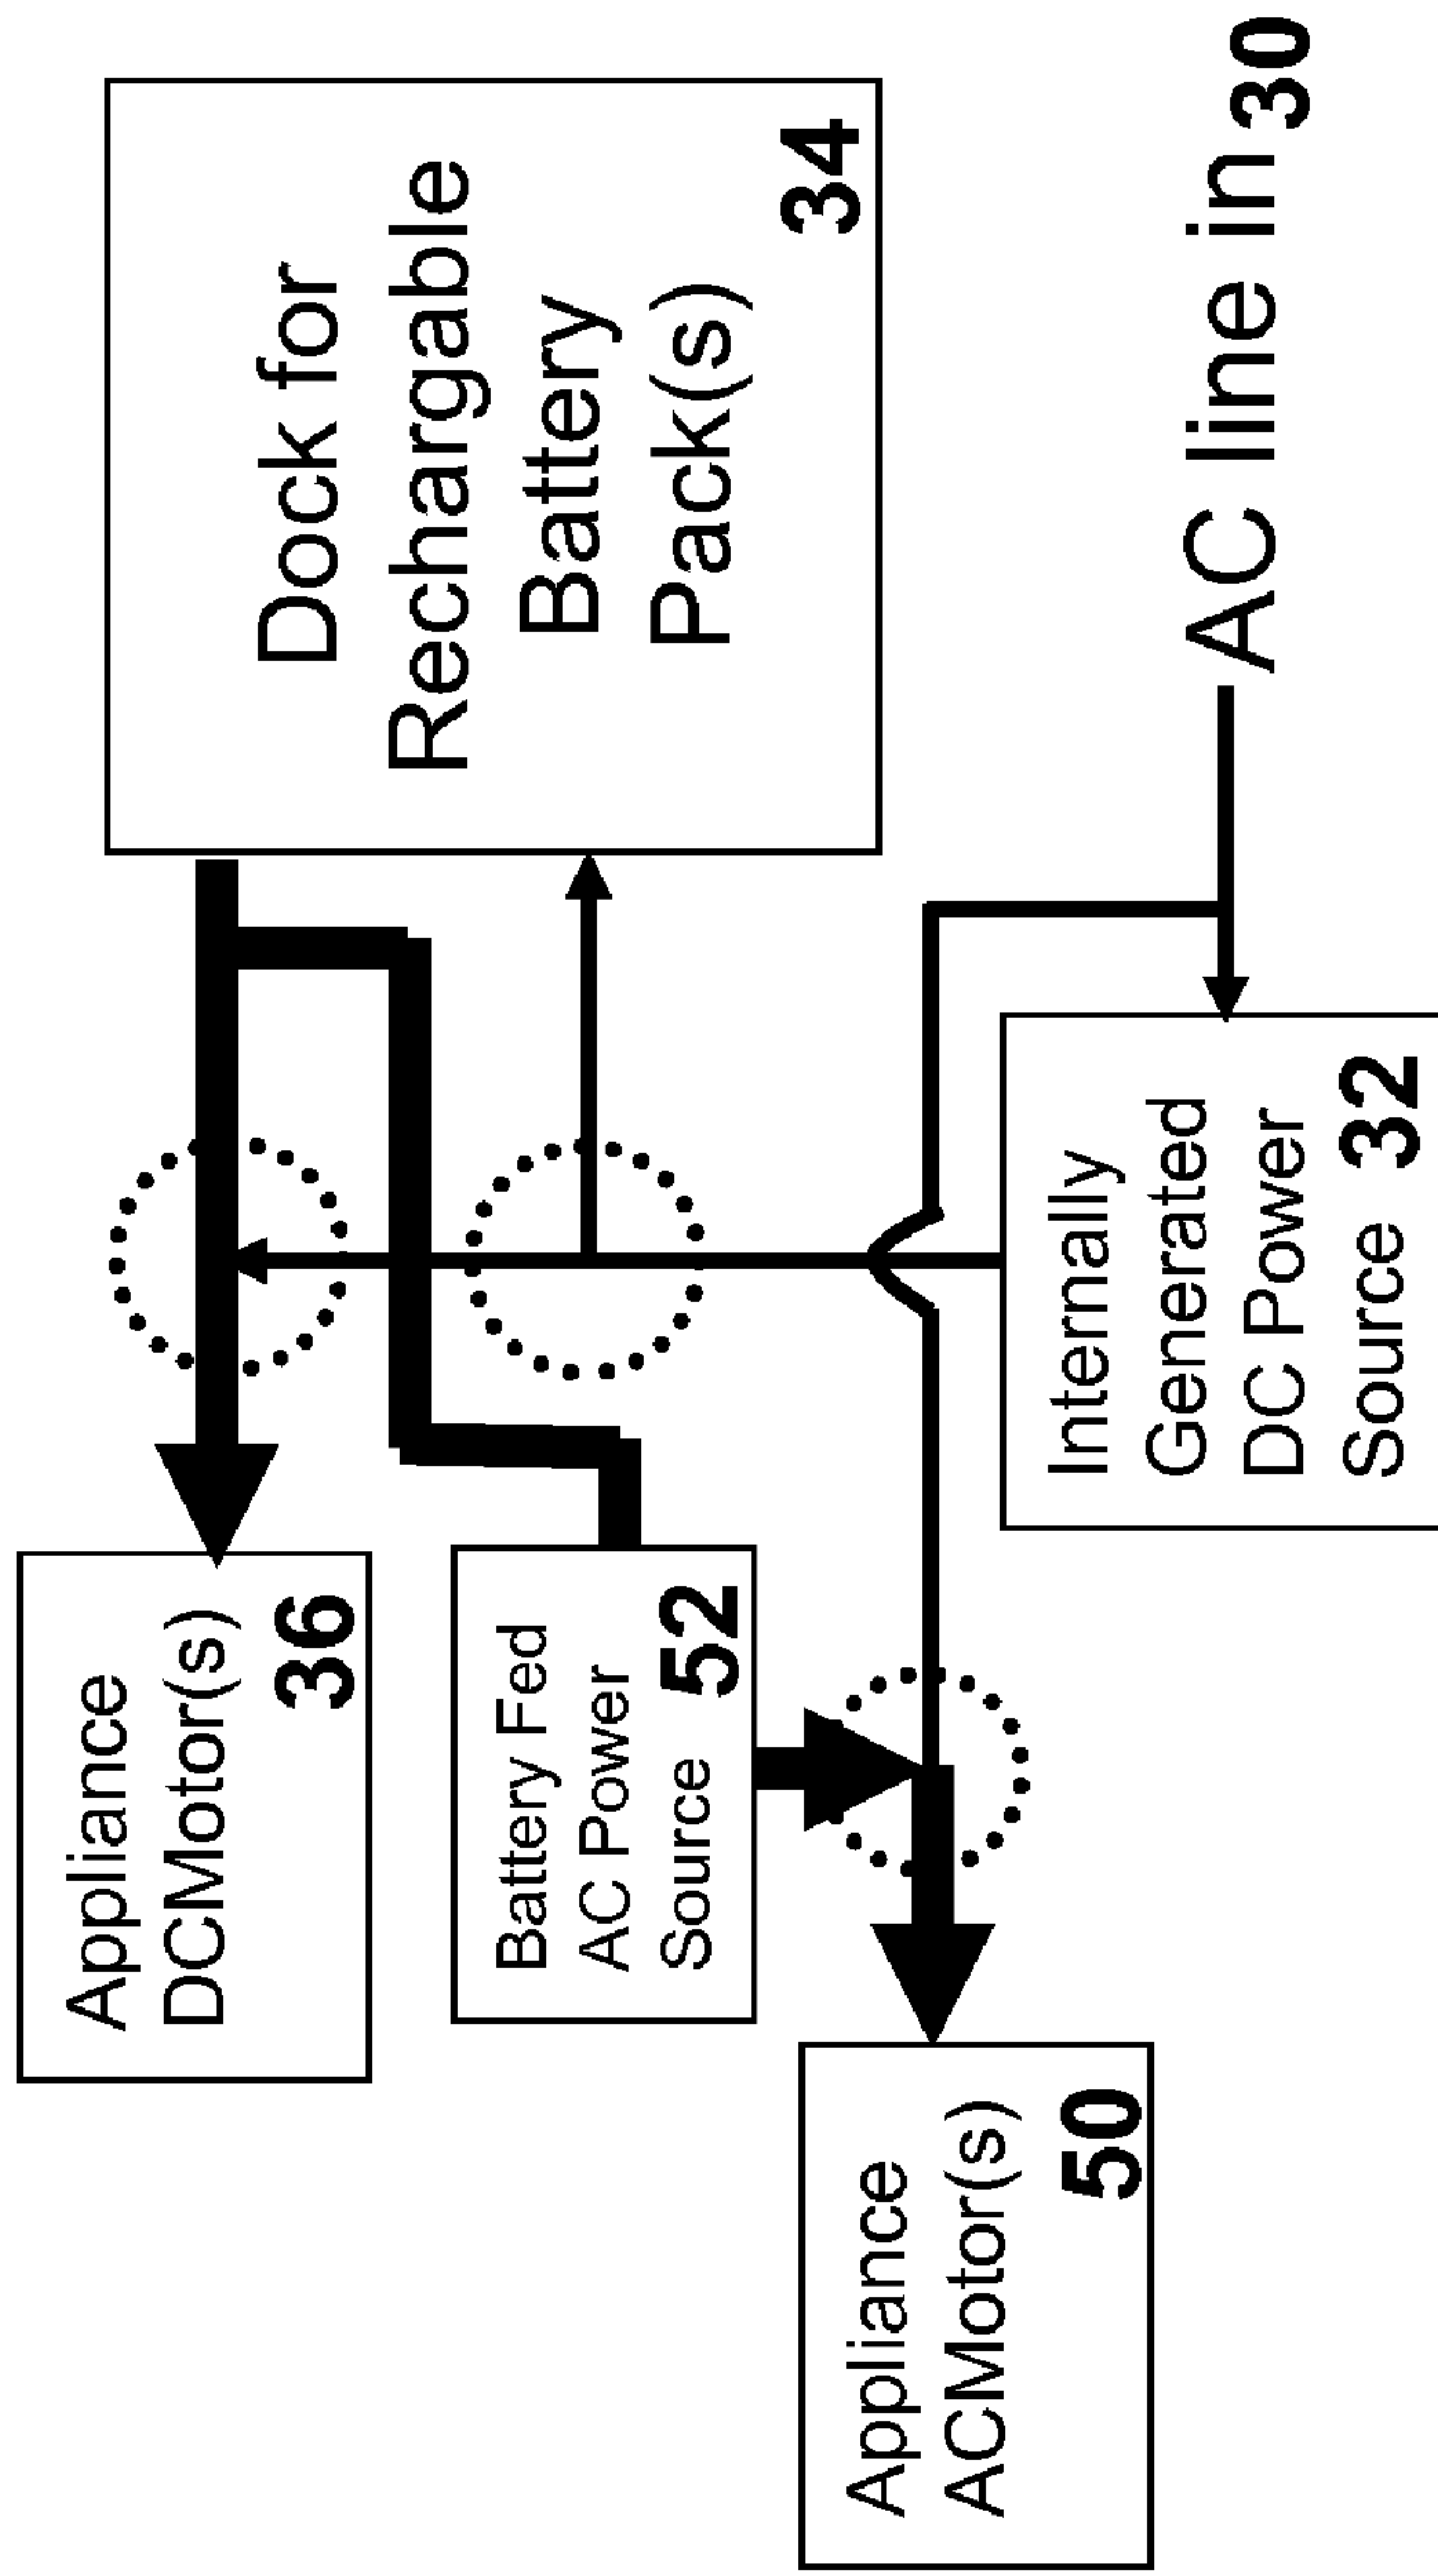 Appliance
DCMotor(s)
36
Dock for
Rechargable
Battery
Pack(s)
34
Battery Fed
AC Power
Source 52
Appliance
ACMotor(s)
50
Internally
Generated
DC Power
Source 32
AC line in 30